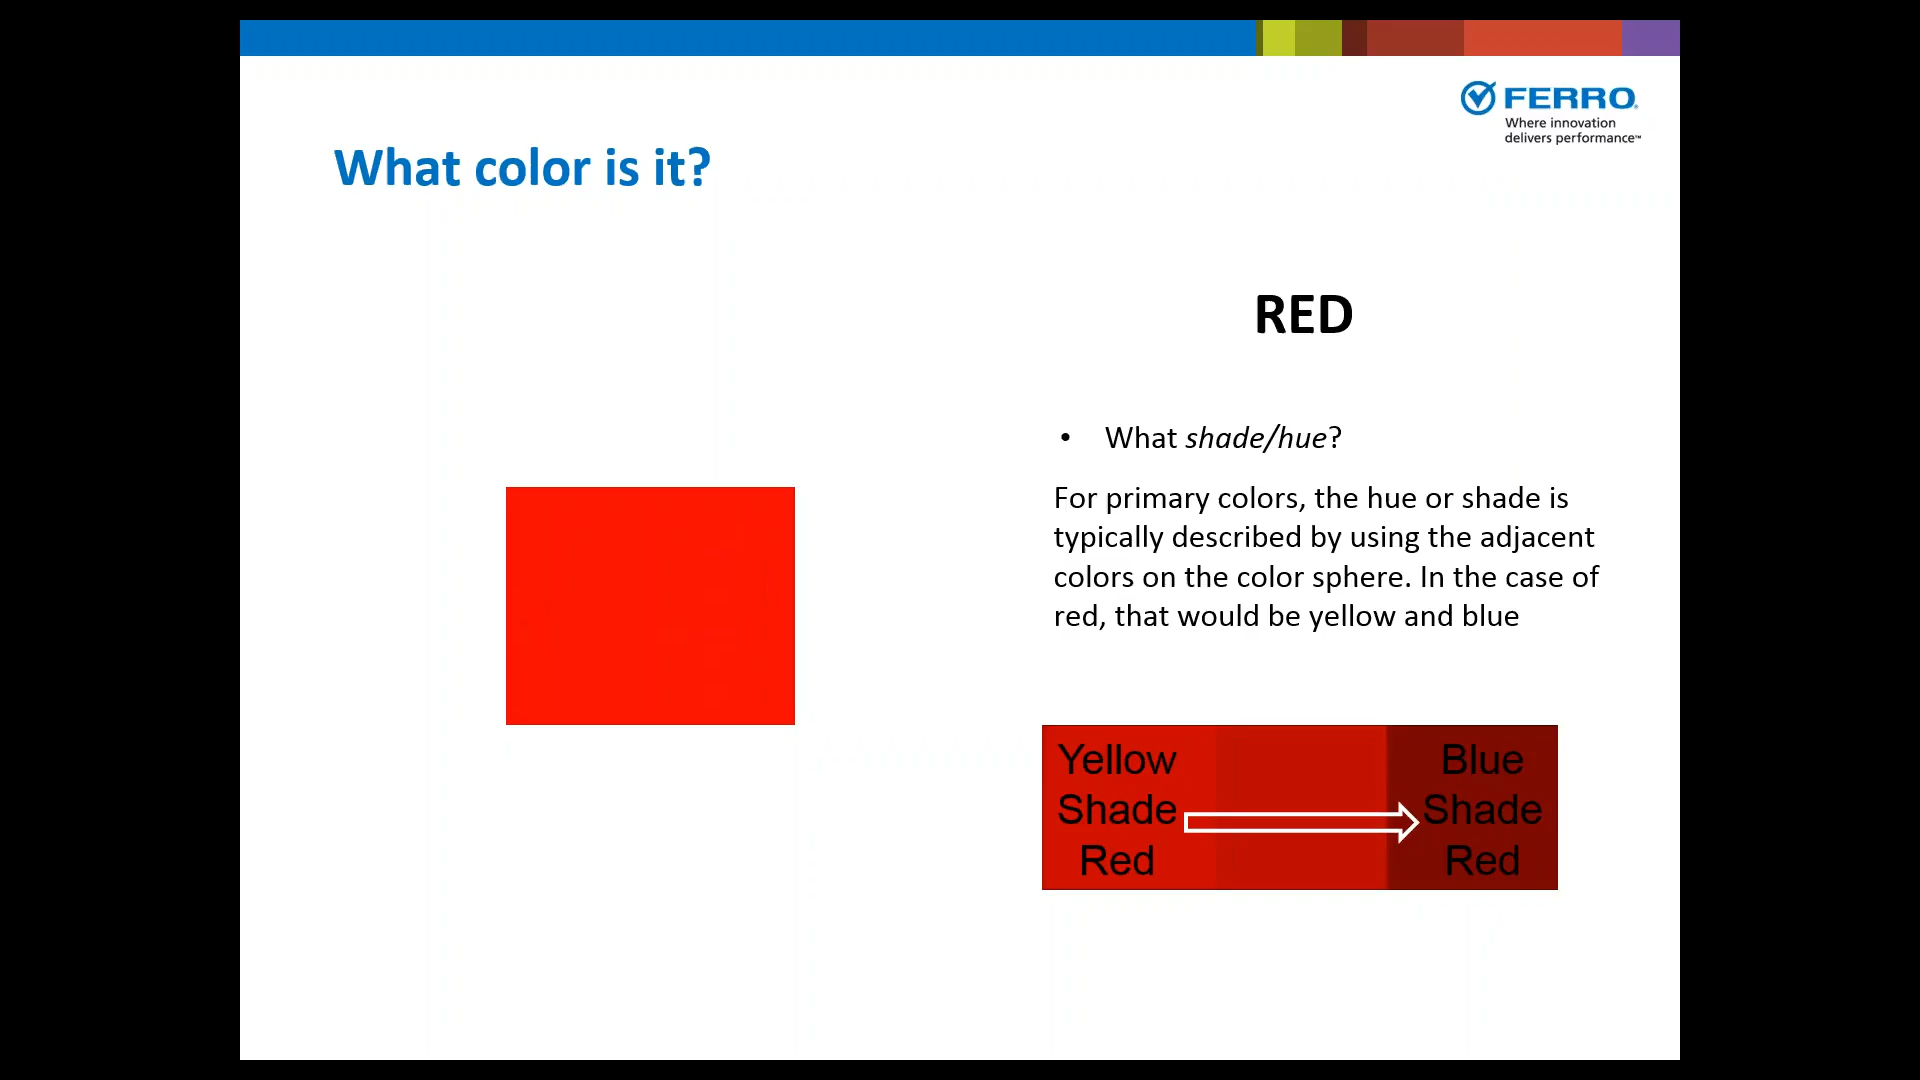 FERRO®
Where innovation
delivers performance™
What color is it?
RED
• What shade/hue?
For primary colors, the hue or shade is
typically described by using the adjacent
colors on the color sphere. In the case of
red, that would be yellow and blue
Yellow
Shade
Red
Blue
Shade
Red